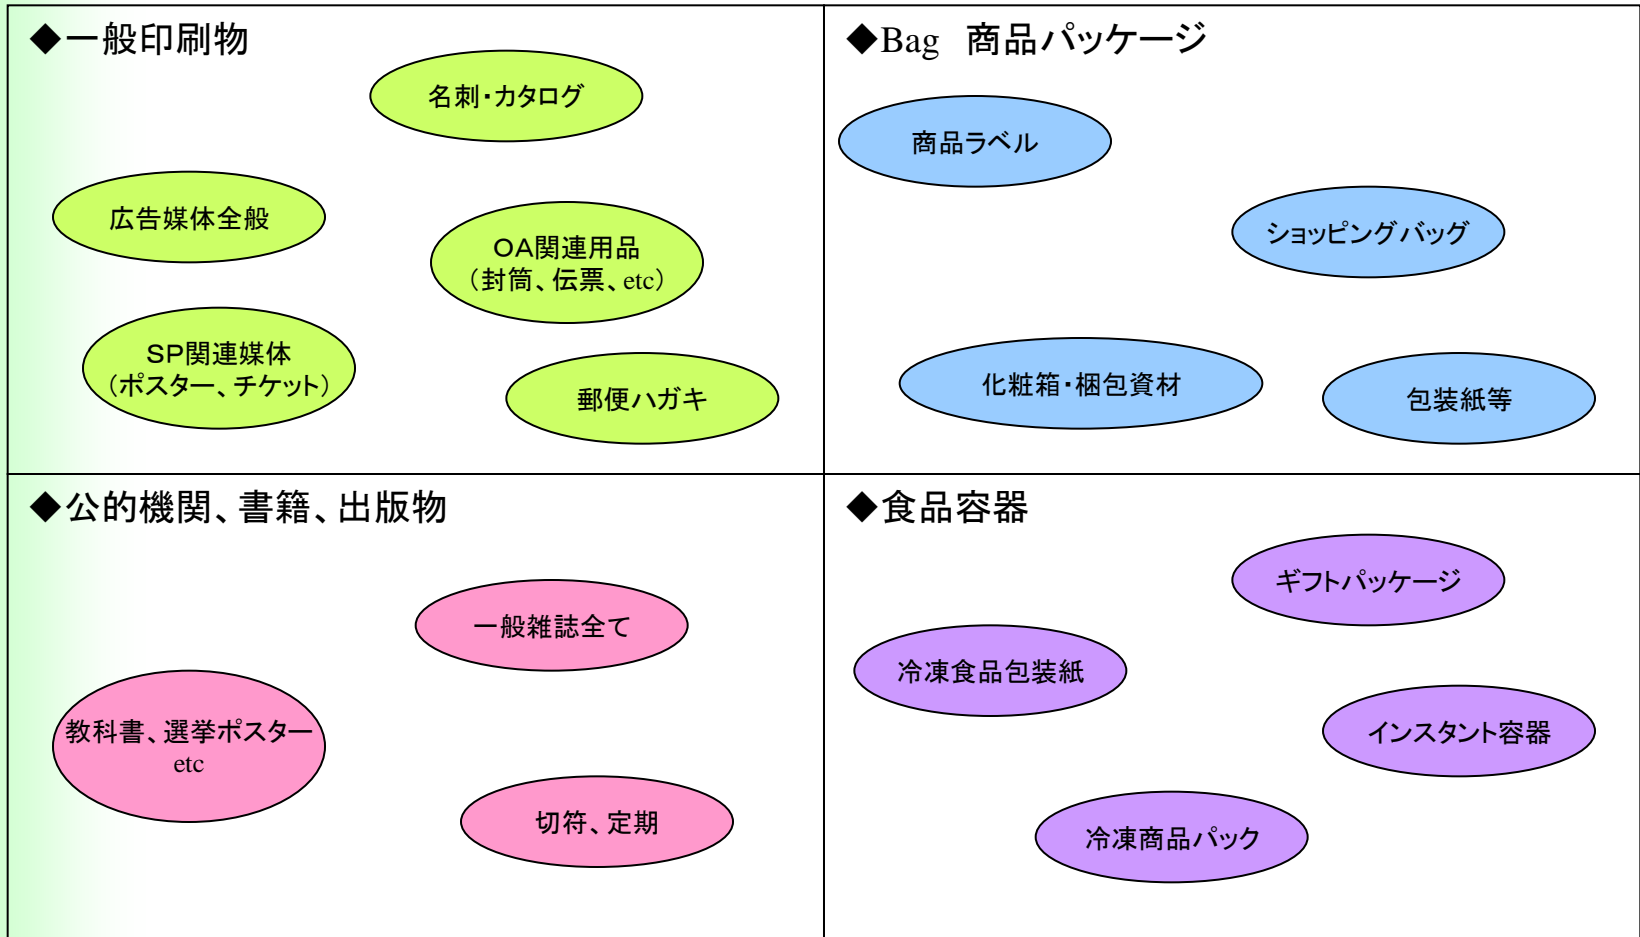 ◆一般印刷物
名刺・カタログ
広告媒体全般
OA関連用品
（封筒、伝票、etc）
SP関連媒体
（ポスター、チケット）
郵便ハガキ
◆Bag　商品パッケージ
商品ラベル
ショッピングバッグ
化粧箱・梱包資材
包装紙等
◆公的機関、書籍、出版物
一般雑誌全て
教科書、選挙ポスター
etc
切符、定期
◆食品容器
ギフトパッケージ
冷凍食品包装紙
インスタント容器
冷凍商品パック